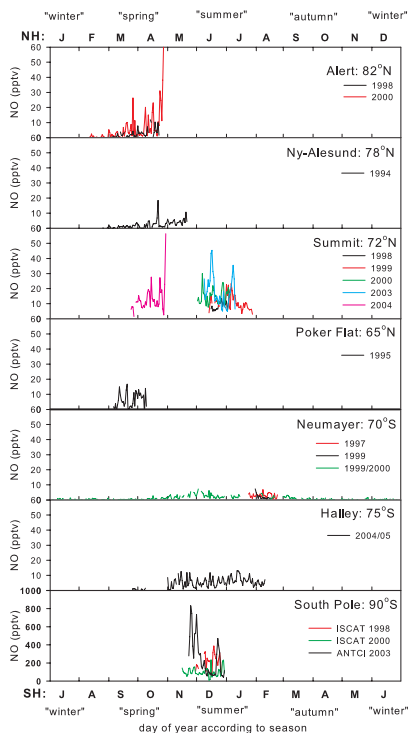 "winter" "spring" "summer" "autumn" "winter"
NH: J F M A M J J A S O N D
60
50
40
30
20
10
NO (pptv)
Alert: 82°N
1998
2000
60
50
40
30
20
10
NO (pptv)
Ny-Alesund: 78°N
1994
60
50
40
30
20
10
NO (pptv)
Summit: 72°N
1998
1999
2000
2003
2004
60
50
40
30
20
10
NO (pptv)
Poker Flat: 65°N
1995
60
50
40
30
20
10
NO (pptv)
Neumayer: 70°S
1997
1999
1999/2000
60
50
40
30
20
10
NO (pptv)
Halley: 75°S
2004/05
1000
800
600
400
200
0
NO (pptv)
South Pole: 90°S
ISCAT 1998
ISCAT 2000
ANTCI 2003
SH: J A S O N D J F M A M J
"winter" "spring" "summer" "autumn" "winter"
day of year according to season